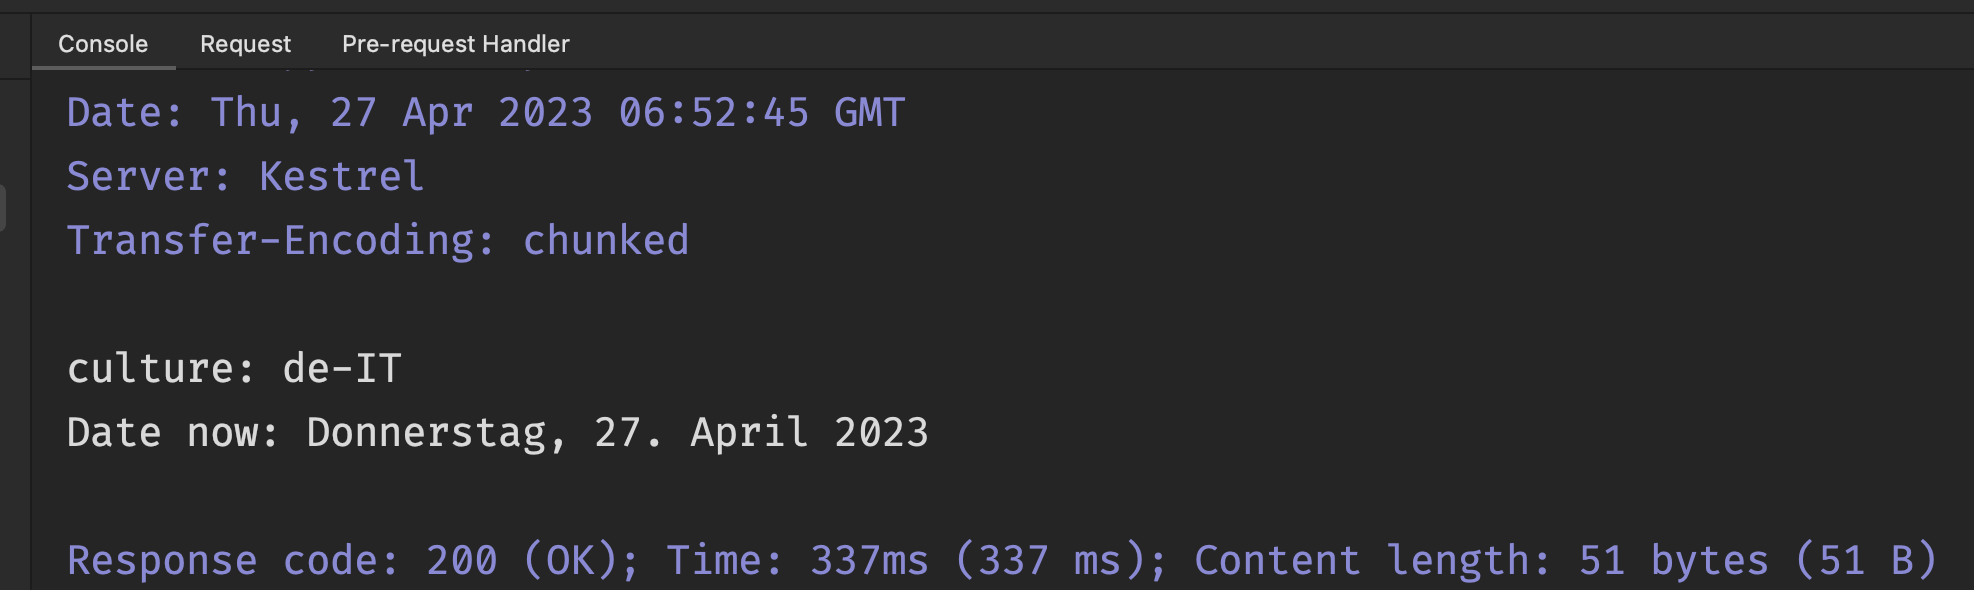 Console Request Pre-request Handler
Date: Thu, 27 Apr 2023 06:52:45 GMT
Server: Kestrel
Transfer-Encoding: chunked
culture: de-IT
Date now: Donnerstag, 27. April 2023
Response code: 200 (OK); Time: 337ms (337 ms); Content length: 51 bytes (51 B)